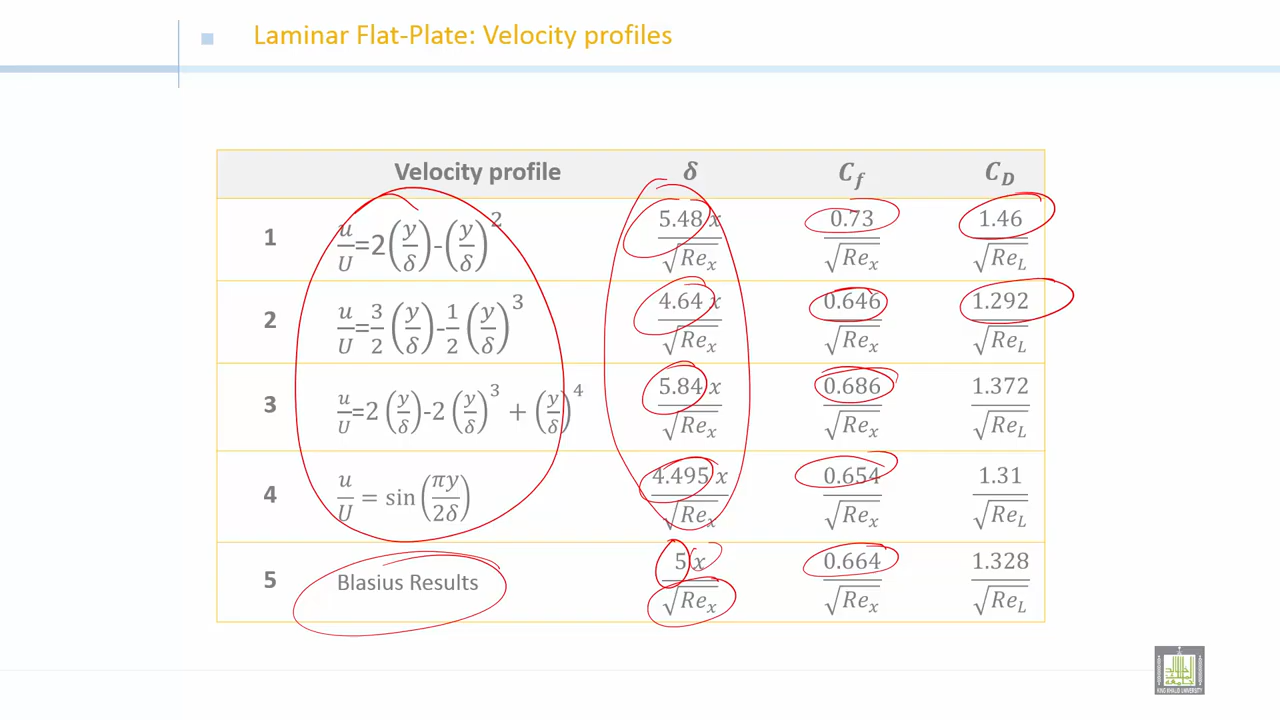 Laminar Flat-Plate: Velocity profiles
Velocity profile δ C_f C_D
1 u/U=2(y/δ)-(y/δ)^2 5.48 x/√Re_x 0.73/√Re_x 1.46/√Re_L
2 u/U=3/2(y/δ)-1/2(y/δ)^3 4.64 x/√Re_x 0.646/√Re_x 1.292/√Re_L
3 u/U=2(y/δ)-2(y/δ)^3 + (y/δ)^4 5.84 x/√Re_x 0.686/√Re_x 1.372/√Re_L
4 u/U = sin(πy/2δ) 4.495 x/√Re_x 0.654/√Re_x 1.31/√Re_L
5 Blasius Results 5 x/√Re_x 0.664/√Re_x 1.328/√Re_L
KING KHALID UNIVERSITY